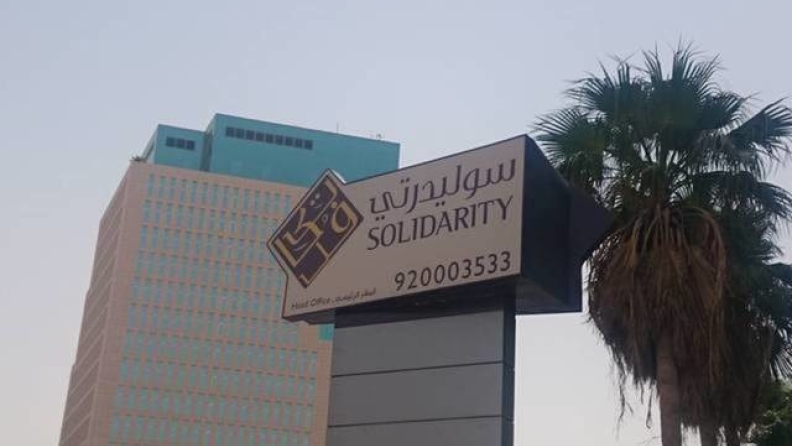 سوليدرتي
SOLIDARITY
920003533
Head Office المقر الرئيسي